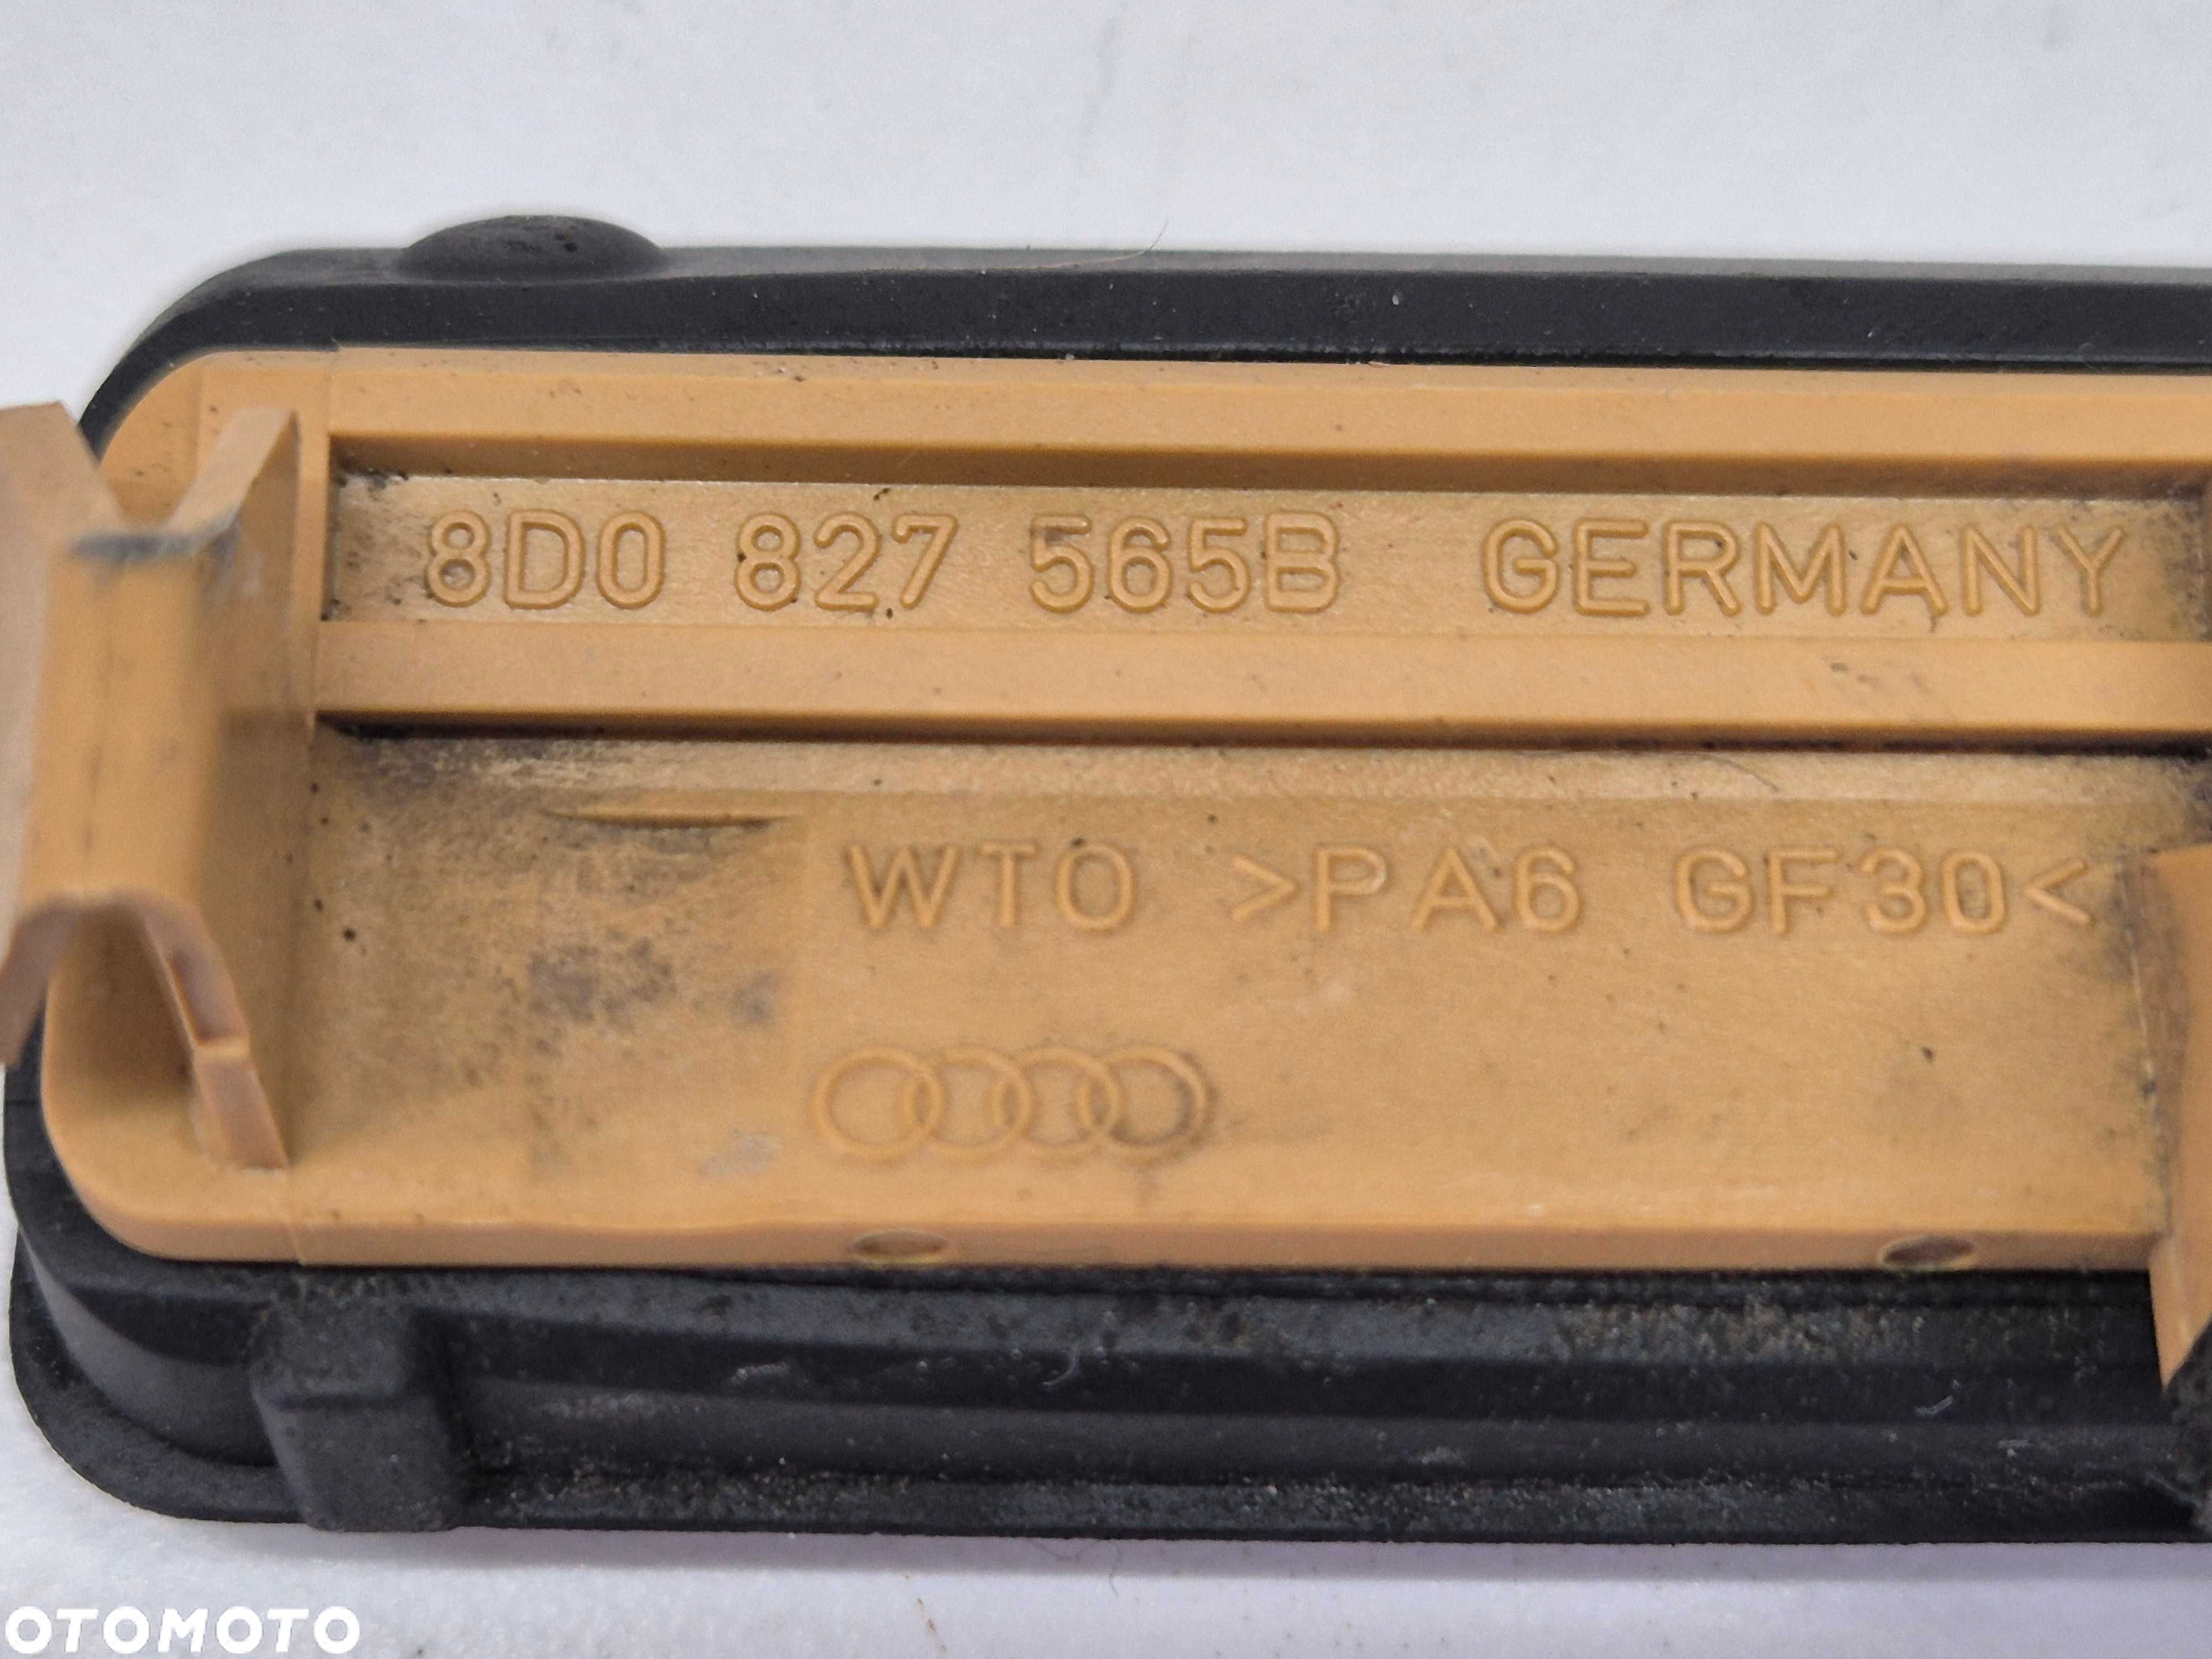 8D0 827 565B GERMANY
WTO >PA6 GF30<
OTOMOTO